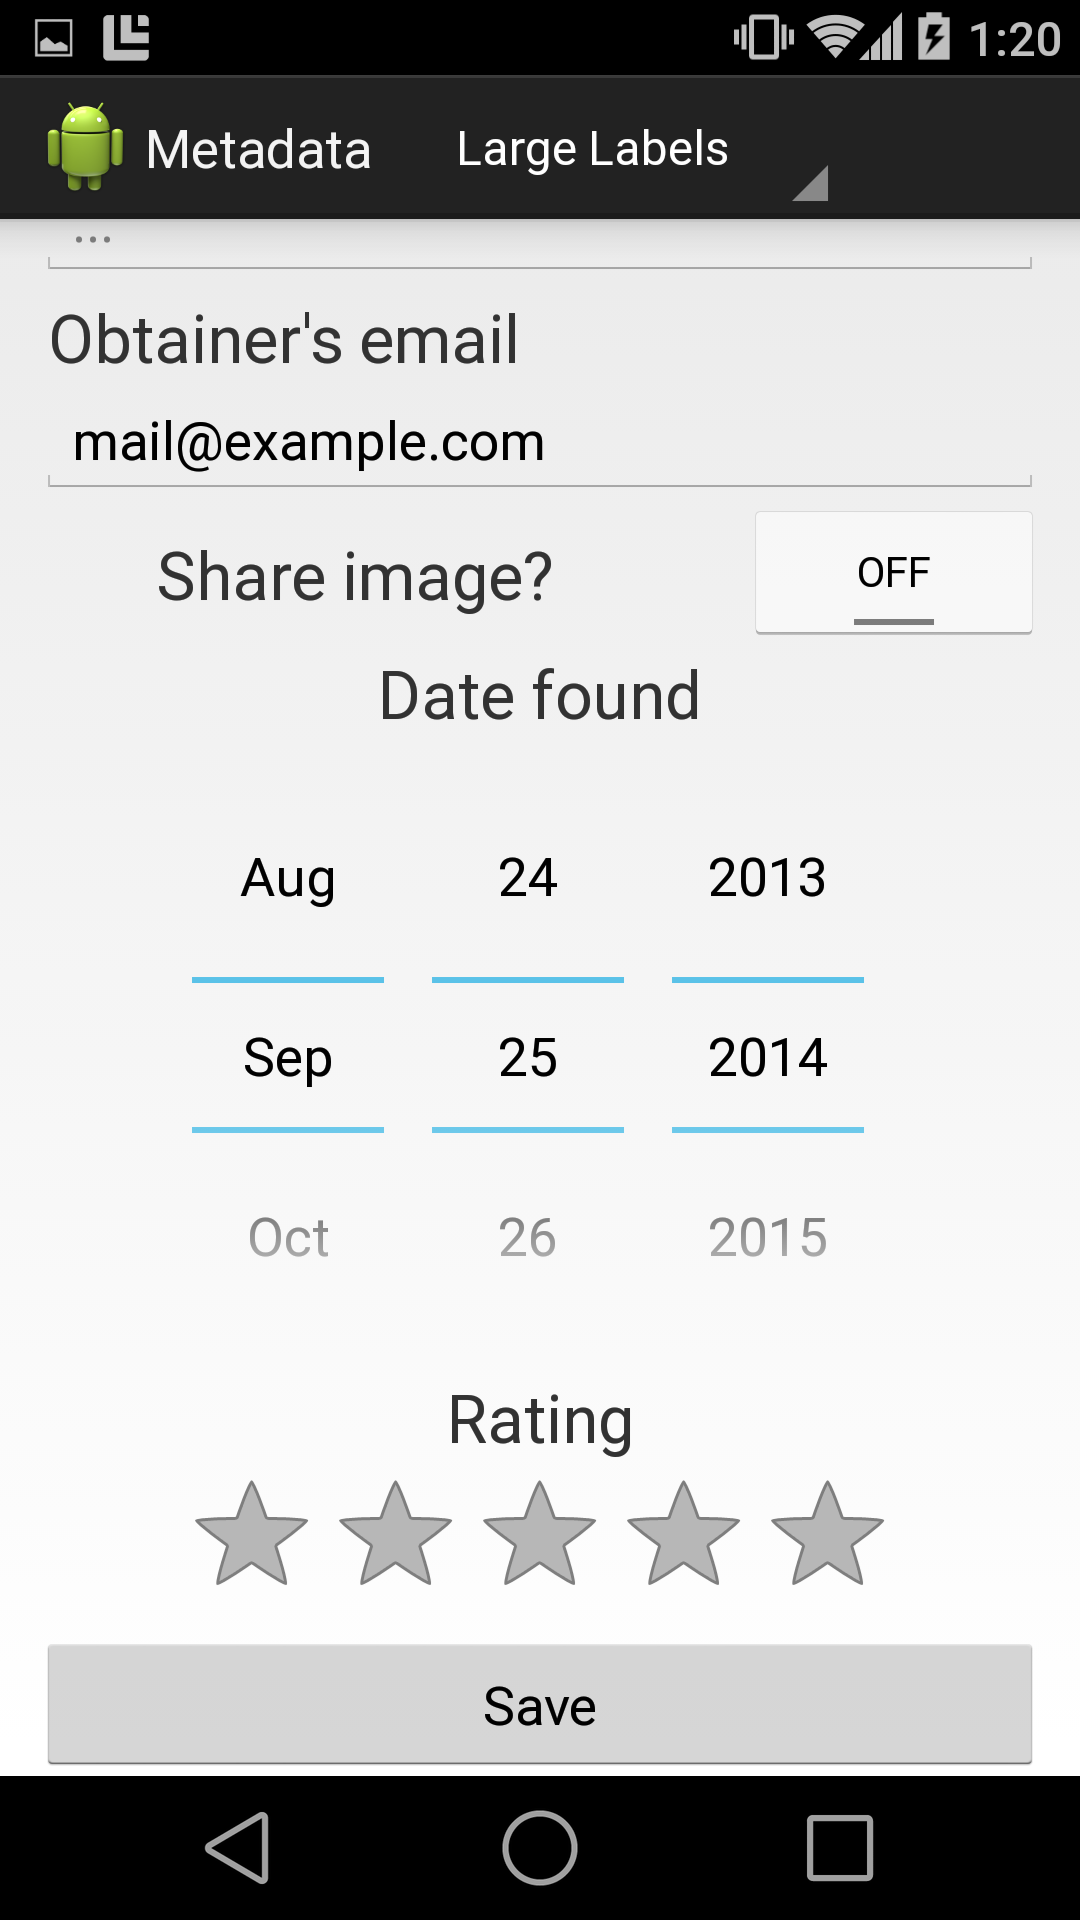 1:20
Metadata
Large Labels
...
Obtainer's email
mail@example.com
Share image?
OFF
Date found
Aug 24 2013
Sep 25 2014
Oct 26 2015
Rating
Save